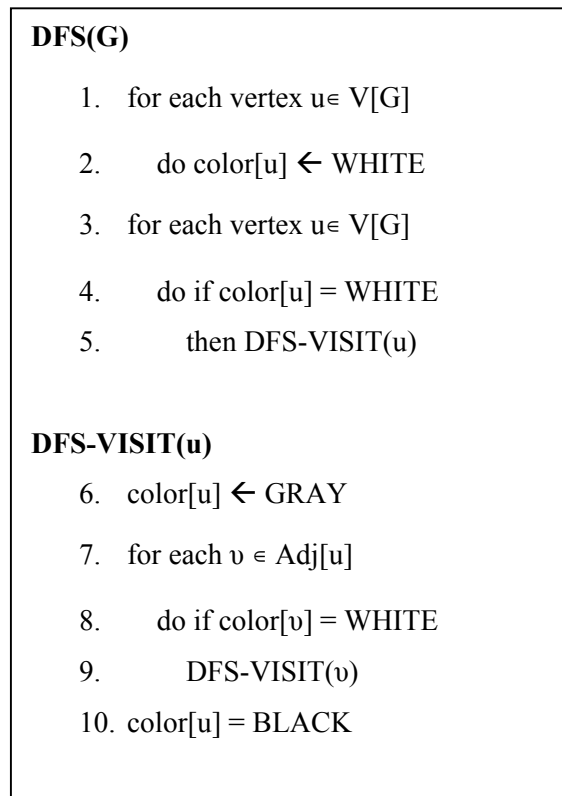 DFS(G)
1. for each vertex u∈ V[G]
2. do color[u] ← WHITE
3. for each vertex u∈ V[G]
4. do if color[u] = WHITE
5. then DFS-VISIT(u)
DFS-VISIT(u)
6. color[u] ← GRAY
7. for each υ ∈ Adj[u]
8. do if color[υ] = WHITE
9. DFS-VISIT(υ)
10. color[u] = BLACK